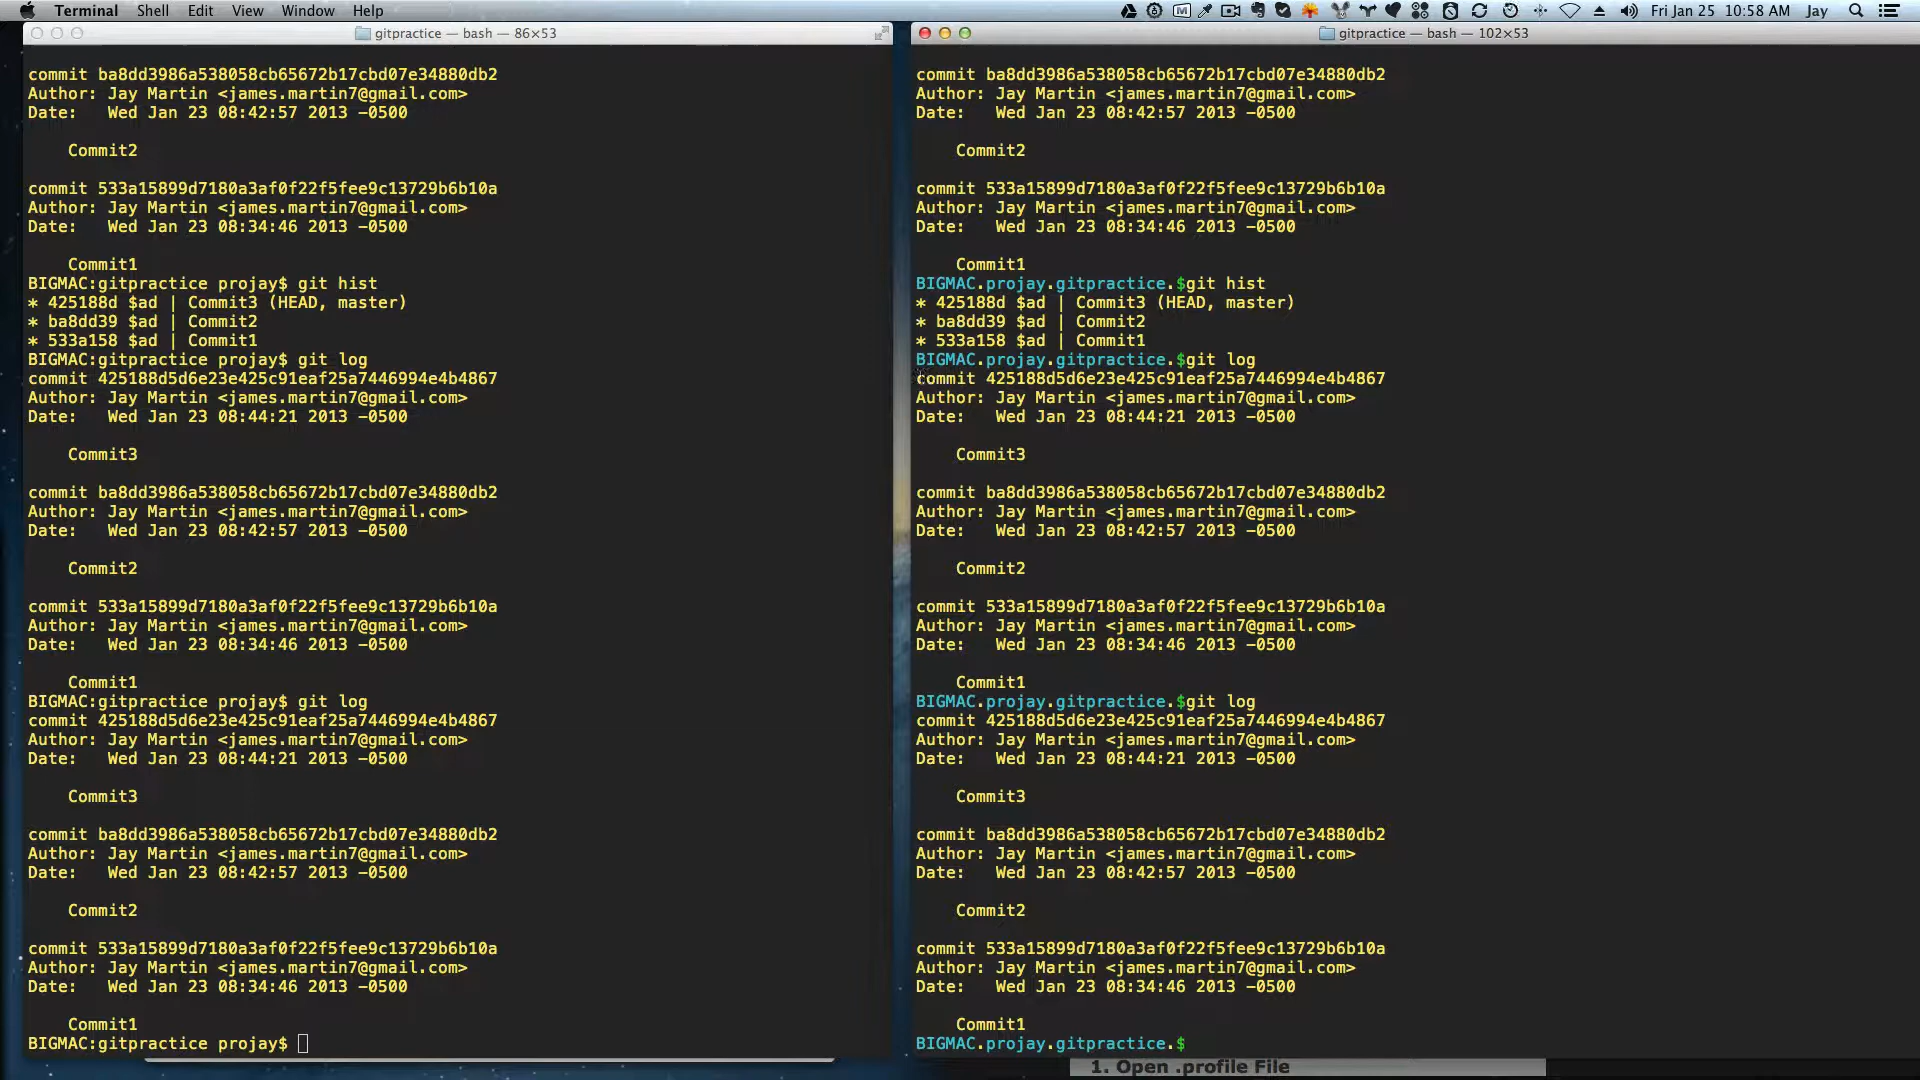 Terminal Shell Edit View Window Help Fri Jan 25 10:58 AM Jay
gitpractice — bash — 86×53
commit ba8dd3986a538058cb65672b17cbd07e34880db2
Author: Jay Martin <james.martin7@gmail.com>
Date:   Wed Jan 23 08:42:57 2013 -0500
Commit2
commit 533a15899d7180a3af0f22f5fee9c13729b6b10a
Author: Jay Martin <james.martin7@gmail.com>
Date:   Wed Jan 23 08:34:46 2013 -0500
Commit1
BIGMAC:gitpractice projay$ git hist
* 425188d $ad | Commit3 (HEAD, master)
* ba8dd39 $ad | Commit2
* 533a158 $ad | Commit1
BIGMAC:gitpractice projay$ git log
commit 425188d5d6e23e425c91eaf25a7446994e4b4867
Author: Jay Martin <james.martin7@gmail.com>
Date:   Wed Jan 23 08:44:21 2013 -0500
Commit3
commit ba8dd3986a538058cb65672b17cbd07e34880db2
Author: Jay Martin <james.martin7@gmail.com>
Date:   Wed Jan 23 08:42:57 2013 -0500
Commit2
commit 533a15899d7180a3af0f22f5fee9c13729b6b10a
Author: Jay Martin <james.martin7@gmail.com>
Date:   Wed Jan 23 08:34:46 2013 -0500
Commit1
BIGMAC:gitpractice projay$ git log
commit 425188d5d6e23e425c91eaf25a7446994e4b4867
Author: Jay Martin <james.martin7@gmail.com>
Date:   Wed Jan 23 08:44:21 2013 -0500
Commit3
commit ba8dd3986a538058cb65672b17cbd07e34880db2
Author: Jay Martin <james.martin7@gmail.com>
Date:   Wed Jan 23 08:42:57 2013 -0500
Commit2
commit 533a15899d7180a3af0f22f5fee9c13729b6b10a
Author: Jay Martin <james.martin7@gmail.com>
Date:   Wed Jan 23 08:34:46 2013 -0500
Commit1
BIGMAC:gitpractice projay$
gitpractice — bash — 102×53
commit ba8dd3986a538058cb65672b17cbd07e34880db2
Author: Jay Martin <james.martin7@gmail.com>
Date:   Wed Jan 23 08:42:57 2013 -0500
Commit2
commit 533a15899d7180a3af0f22f5fee9c13729b6b10a
Author: Jay Martin <james.martin7@gmail.com>
Date:   Wed Jan 23 08:34:46 2013 -0500
Commit1
BIGMAC.projay.gitpractice.$git hist
* 425188d $ad | Commit3 (HEAD, master)
* ba8dd39 $ad | Commit2
* 533a158 $ad | Commit1
BIGMAC.projay.gitpractice.$git log
commit 425188d5d6e23e425c91eaf25a7446994e4b4867
Author: Jay Martin <james.martin7@gmail.com>
Date:   Wed Jan 23 08:44:21 2013 -0500
Commit3
commit ba8dd3986a538058cb65672b17cbd07e34880db2
Author: Jay Martin <james.martin7@gmail.com>
Date:   Wed Jan 23 08:42:57 2013 -0500
Commit2
commit 533a15899d7180a3af0f22f5fee9c13729b6b10a
Author: Jay Martin <james.martin7@gmail.com>
Date:   Wed Jan 23 08:34:46 2013 -0500
Commit1
BIGMAC.projay.gitpractice.$git log
commit 425188d5d6e23e425c91eaf25a7446994e4b4867
Author: Jay Martin <james.martin7@gmail.com>
Date:   Wed Jan 23 08:44:21 2013 -0500
Commit3
commit ba8dd3986a538058cb65672b17cbd07e34880db2
Author: Jay Martin <james.martin7@gmail.com>
Date:   Wed Jan 23 08:42:57 2013 -0500
Commit2
commit 533a15899d7180a3af0f22f5fee9c13729b6b10a
Author: Jay Martin <james.martin7@gmail.com>
Date:   Wed Jan 23 08:34:46 2013 -0500
Commit1
BIGMAC.projay.gitpractice.$
1. Open .profile File